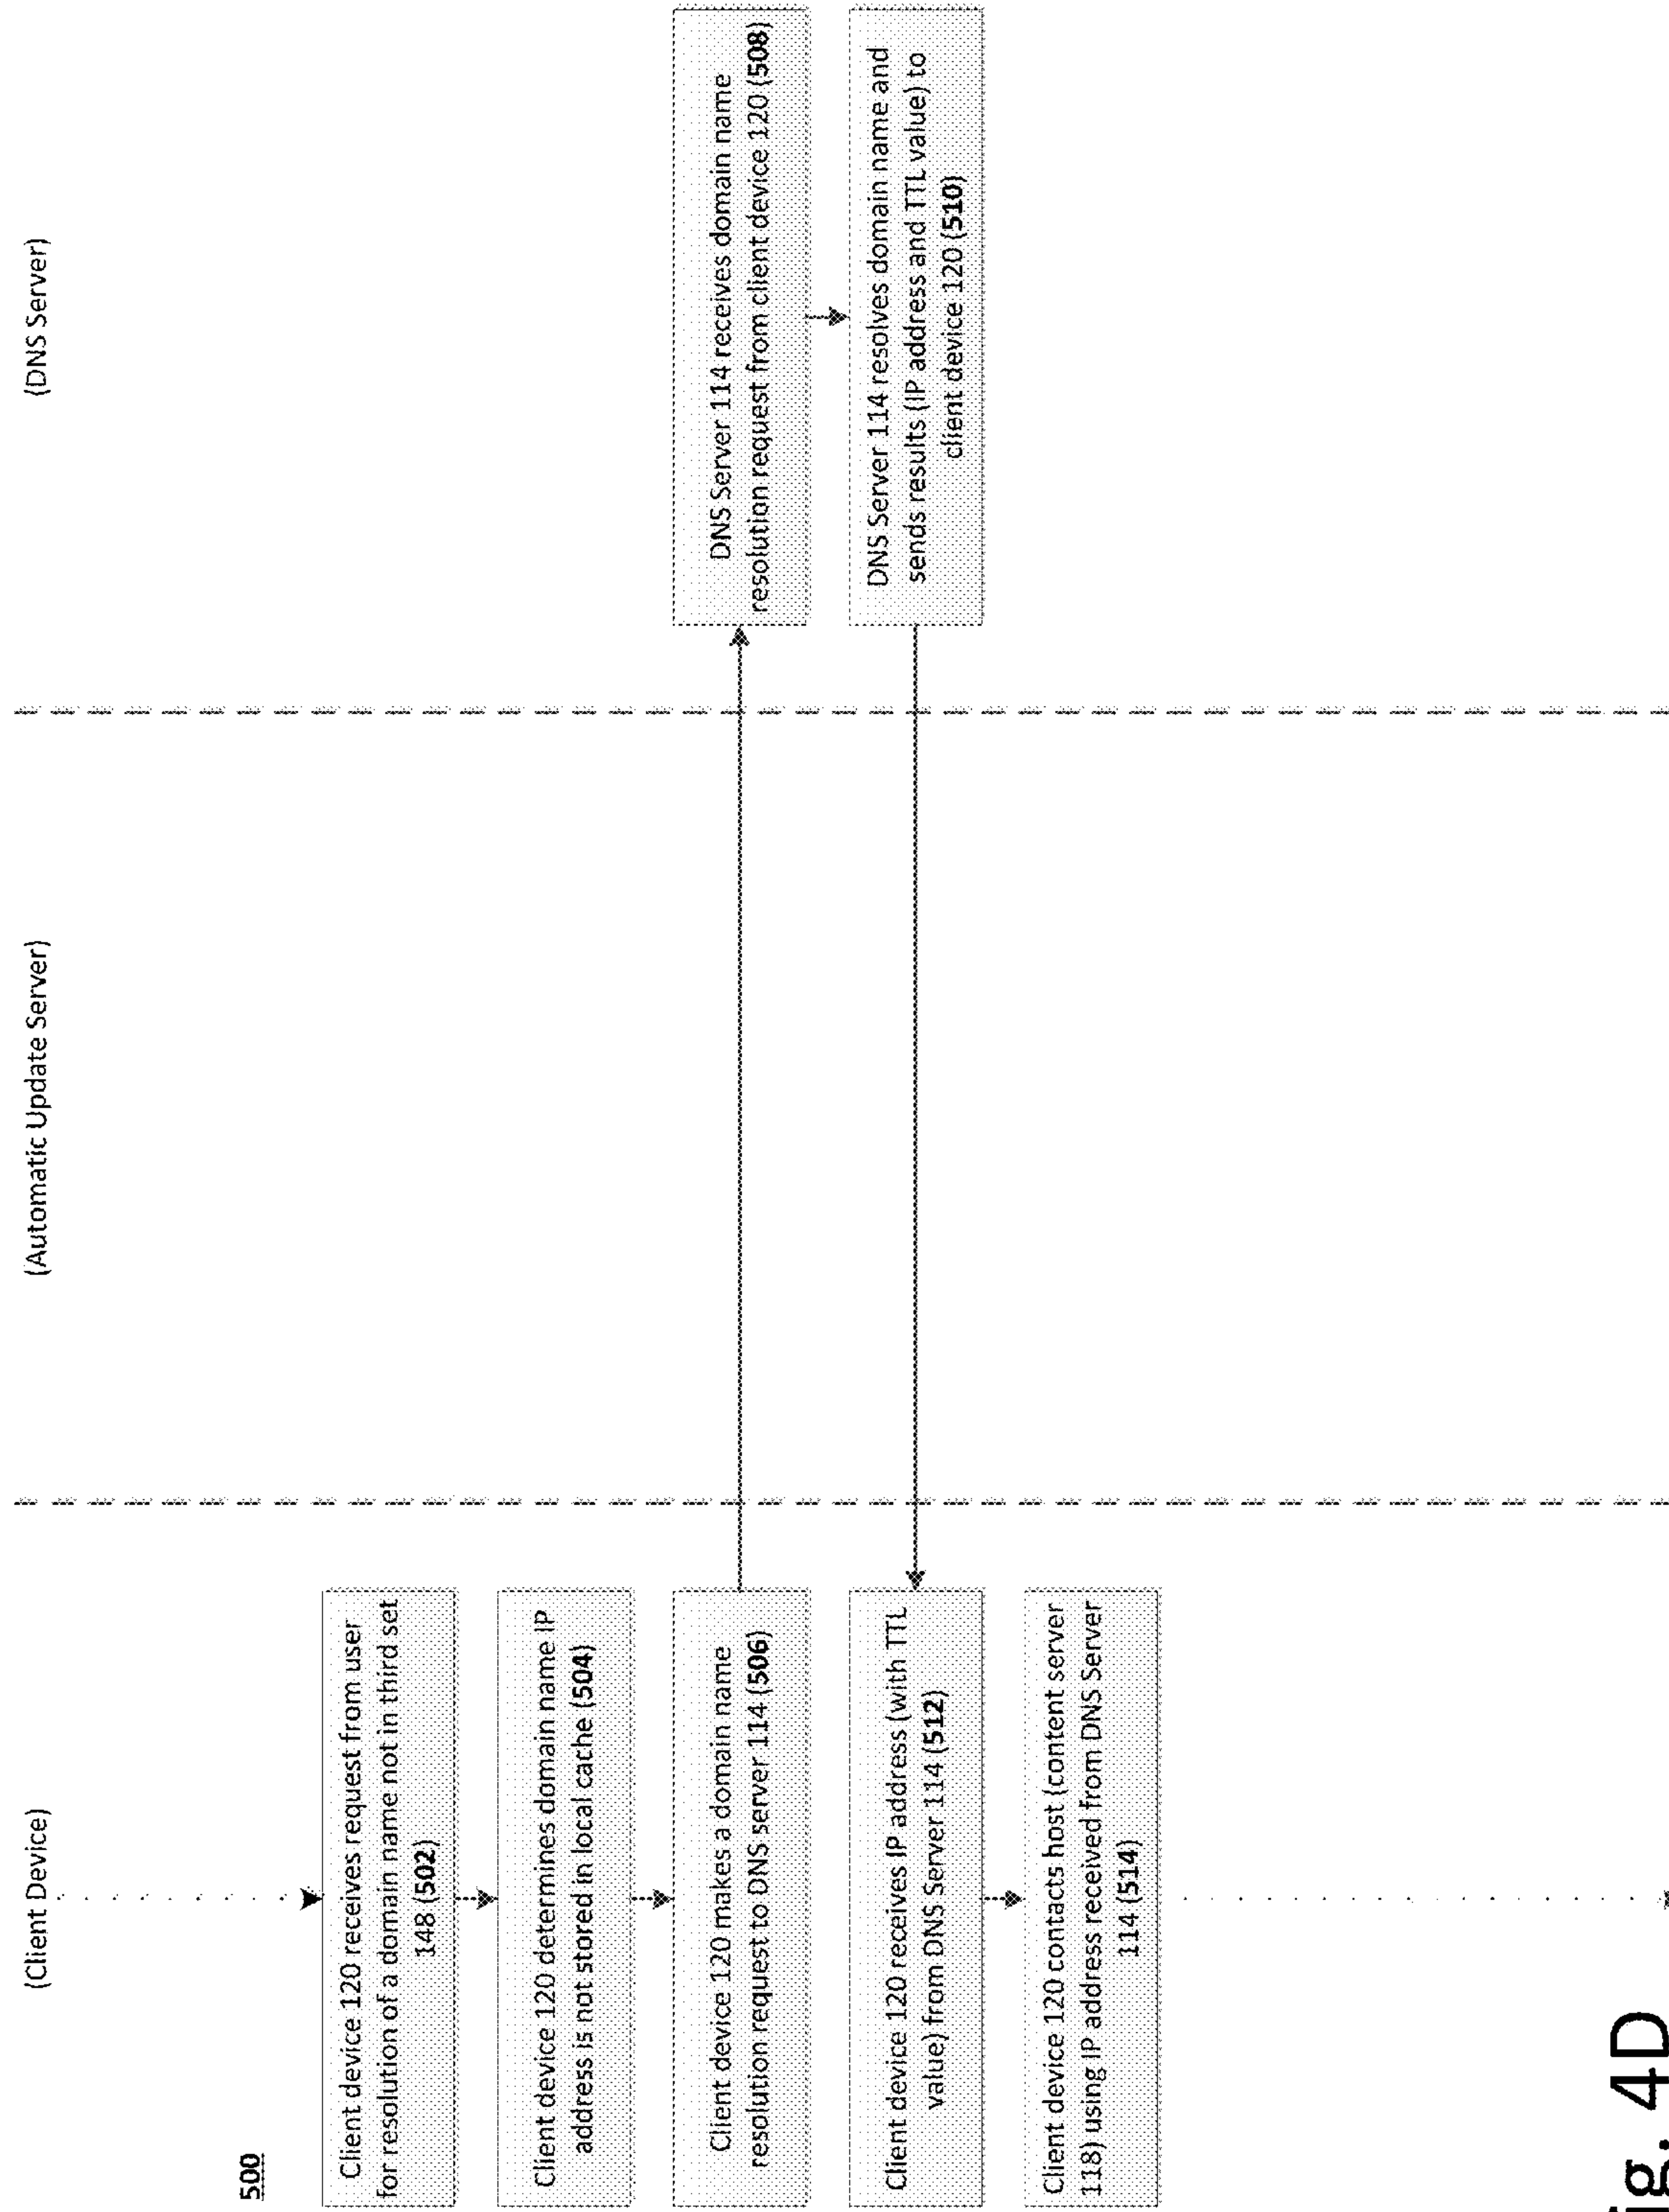 (Client Device)
(Automatic Update Server)
(DNS Server)
500
Client device 120 receives request from user
for resolution of a domain name not in third set
148 (502)
Client device 120 determines domain name IP
address is not stored in local cache (504)
Client device 120 makes a domain name
resolution request to DNS server 114 (506)
DNS Server 114 receives domain name
resolution request from client device 120 (508)
DNS Server 114 resolves domain name and
sends results (IP address and TTL value) to
client device 120 (510)
Client device 120 receives IP address (with TTL
value) from DNS Server 114 (512)
Client device 120 contacts host (content server
118) using IP address received from DNS Server
114 (514)
ig. 4D